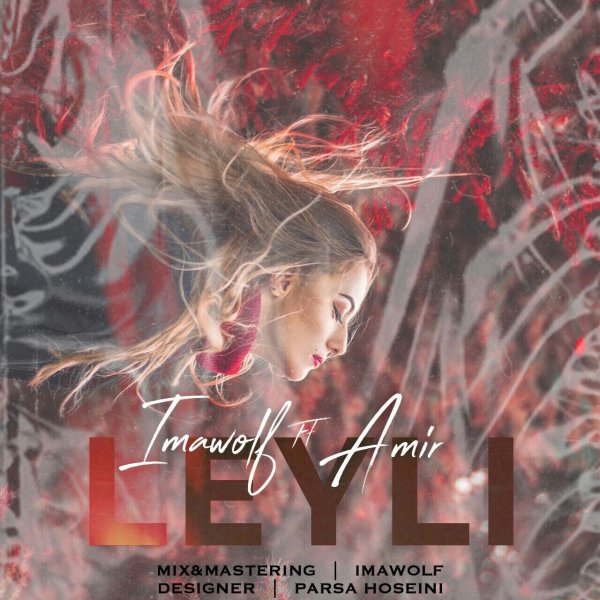 Imawolf ft Amir
LEYLI
MIX&MASTERING | IMAWOLF
DESIGNER | PARSA HOSEINI